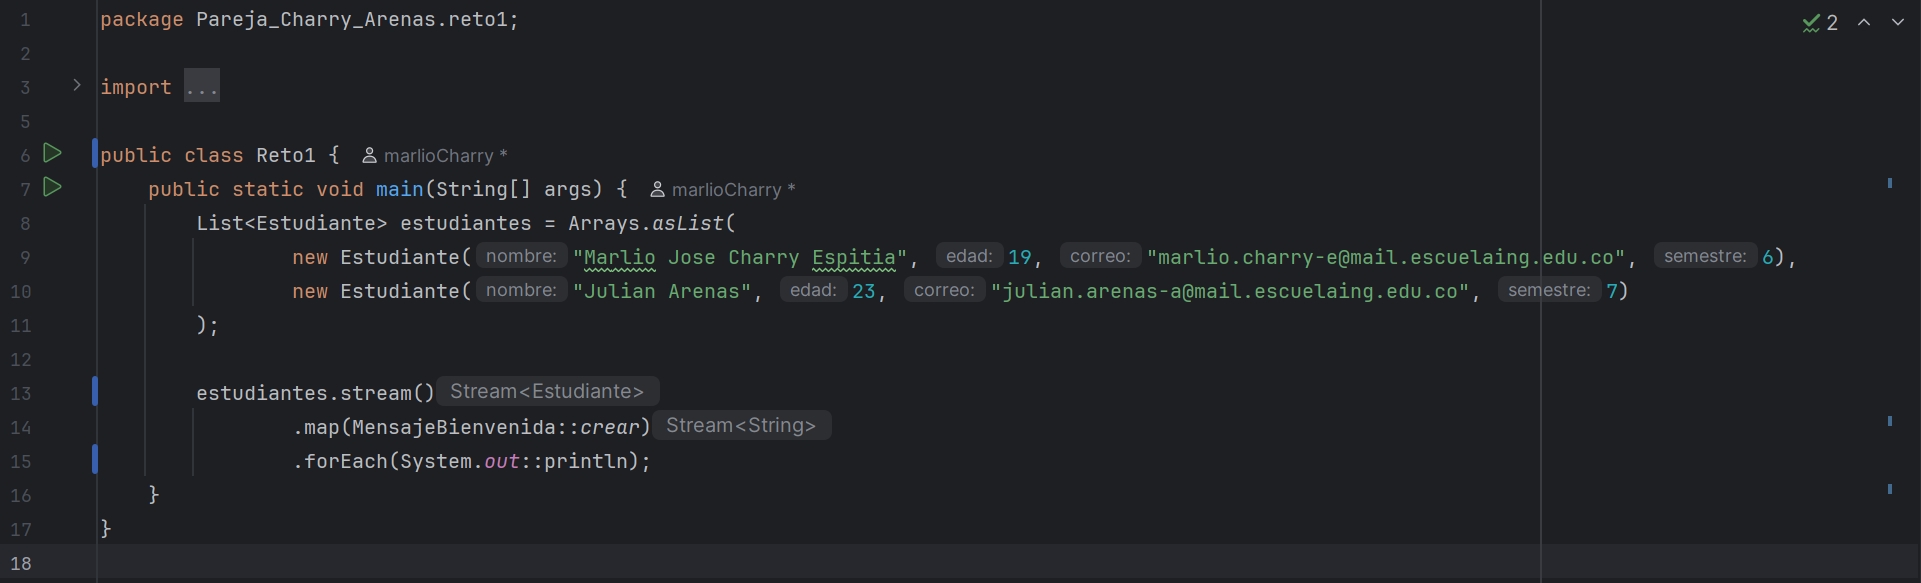 1 package Pareja_Charry_Arenas.reto1;
2
3 import ...
5
6 public class Reto1 { marlioCharry *
7 public static void main(String[] args) { marlioCharry *
8 List<Estudiante> estudiantes = Arrays.asList(
9 new Estudiante( nombre: "Marlio Jose Charry Espitia", edad: 19, correo: "marlio.charry-e@mail.escuelaing.edu.co", semestre: 6),
10 new Estudiante( nombre: "Julian Arenas", edad: 23, correo: "julian.arenas-a@mail.escuelaing.edu.co", semestre: 7)
11 );
12
13 estudiantes.stream() Stream<Estudiante>
14 .map(MensajeBienvenida::crear) Stream<String>
15 .forEach(System.out::println);
16 }
17 }
18
2